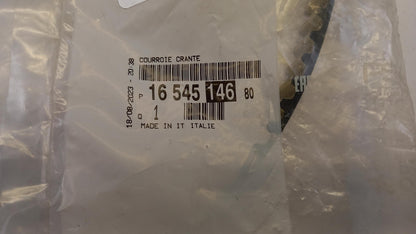 COURROIE CRANTE
P 16 545 146 80
Q 1
MADE IN IT ITALIE
18/08/2023 - 20 38